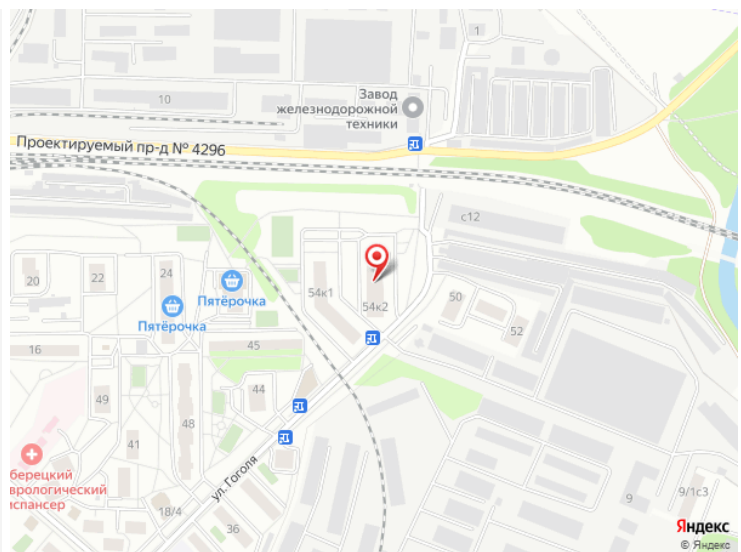 1
Завод
железнодорожной
техники
10
Проектируемый пр-д № 4296
с12
20
22
24
Пятёрочка
Пятёрочка
54к1
54к2
50
52
16
45
49
44
48
41
берецкий
врологический
испансер
18/4
ул. Гоголя
36
9
9/1с3
Яндекс
© Яндекс